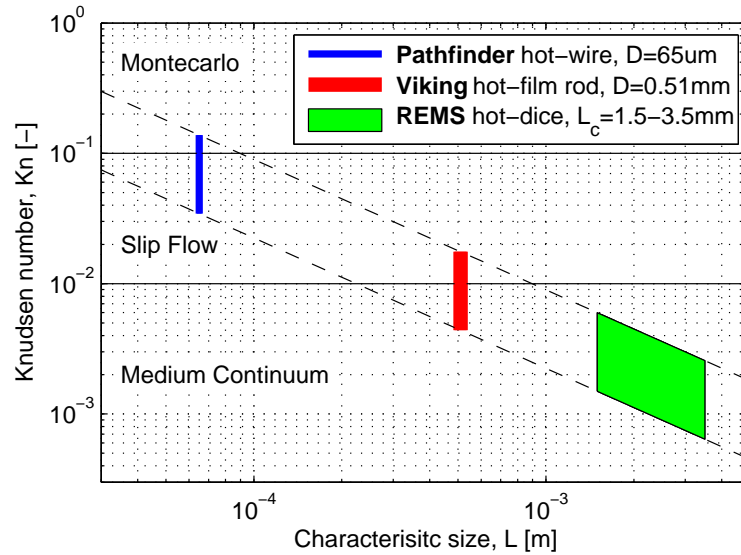 Knudsen number, Kn [−]
10^0
10^−1
10^−2
10^−3
Montecarlo
Slip Flow
Medium Continuum
Pathfinder hot−wire, D=65um
Viking hot−film rod, D=0.51mm
REMS hot−dice, L_c=1.5−3.5mm
10^−4
10^−3
Characterisitc size, L [m]